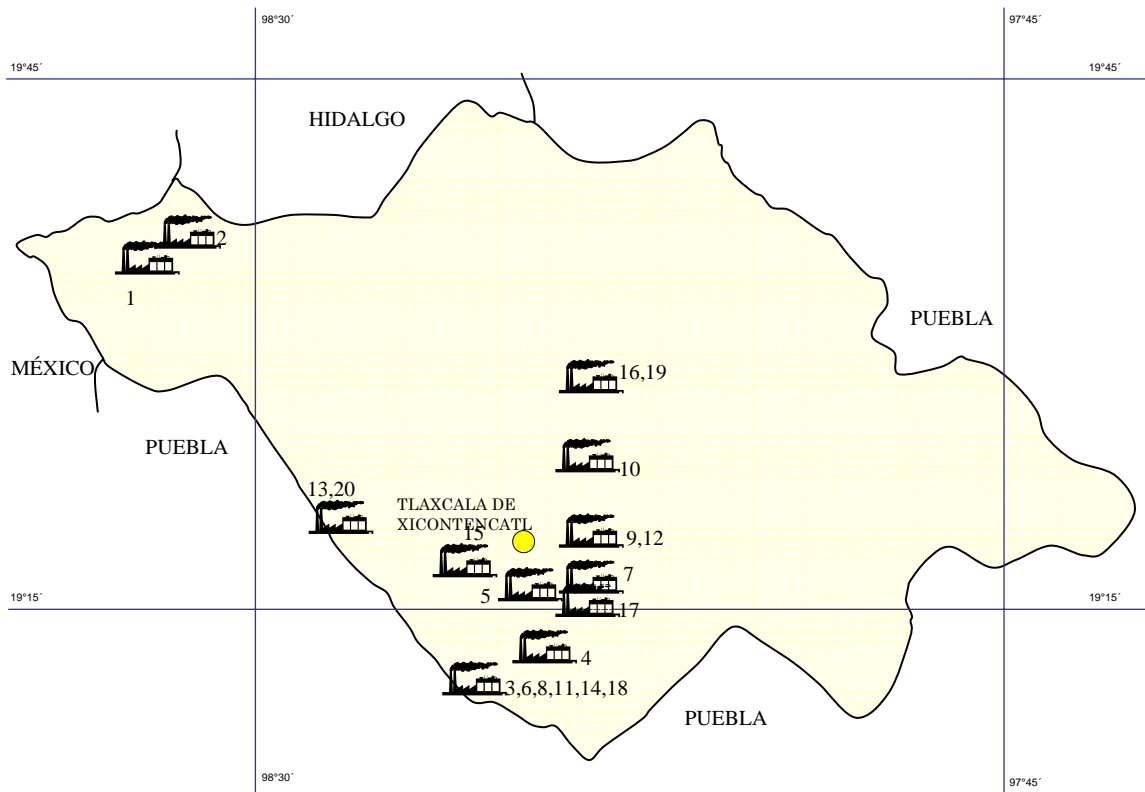 98°30´
97°45´
19°45´
19°45´
HIDALGO
2
1
PUEBLA
MÉXICO
16,19
PUEBLA
10
13,20
TLAXCALA DE
XICONTENCATL
15
9,12
7
5
19°15´
17
19°15´
4
3,6,8,11,14,18
PUEBLA
98°30´
97°45´